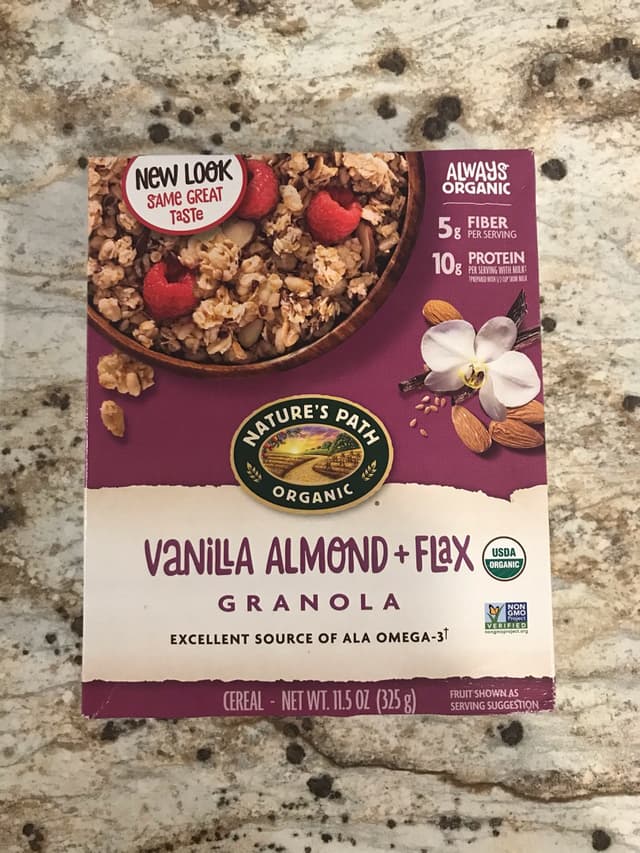 NEW LOOK
SAME GREAT
TaSTe
ALWAYS
ORGANIC
5g FIBER
PER SERVING
10g PROTEIN
PER SERVING WITH MILK*
NATURE'S PATH
ORGANIC
VaNiLLA ALMOND + FLaX
GRANOLA
EXCELLENT SOURCE OF ALA OMEGA-3†
USDA
ORGANIC
NON
GMO
Project
VERIFIED
nongmoproject.org
CEREAL - NET WT. 11.5 OZ (325 g)
FRUIT SHOWN AS
SERVING SUGGESTION